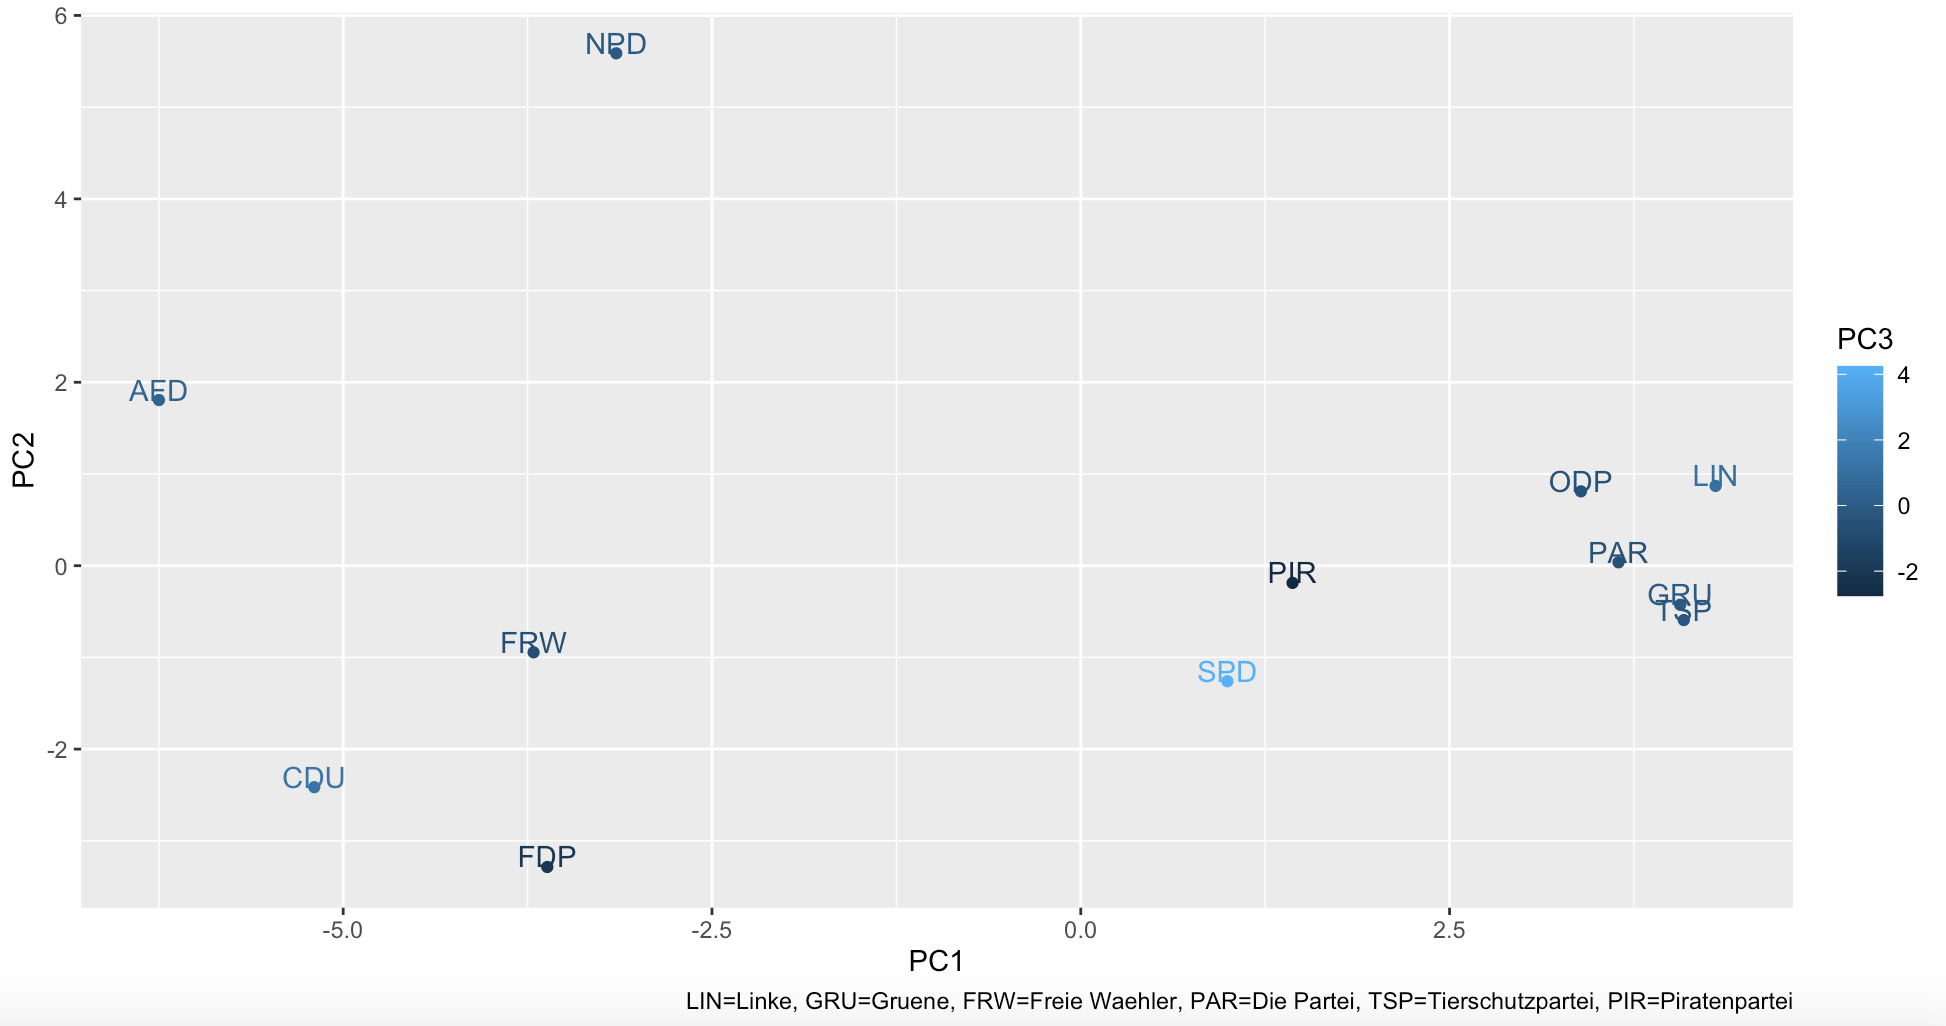 6
NPD
4
PC3
4
AFD
2
2
PC2
ODP
LIN
0
PAR
0
PIR
-2
GRU
TSP
FRW
SPD
-2
CDU
FDP
-5.0
-2.5
0.0
2.5
PC1
LIN=Linke, GRU=Gruene, FRW=Freie Waehler, PAR=Die Partei, TSP=Tierschutzpartei, PIR=Piratenpartei